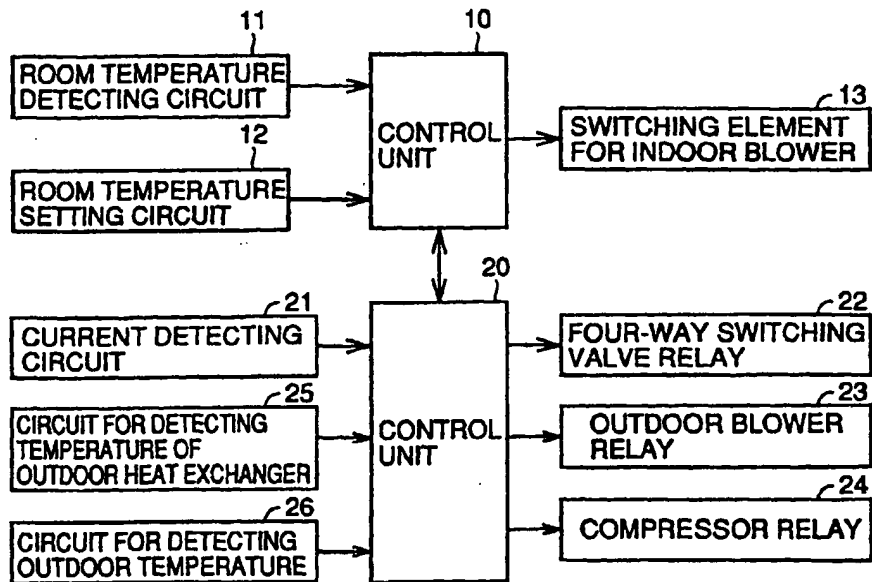 11
ROOM TEMPERATURE
DETECTING CIRCUIT
12
ROOM TEMPERATURE
SETTING CIRCUIT
10
CONTROL
UNIT
13
SWITCHING ELEMENT
FOR INDOOR BLOWER
21
CURRENT DETECTING
CIRCUIT
25
CIRCUIT FOR DETECTING
TEMPERATURE OF
OUTDOOR HEAT EXCHANGER
26
CIRCUIT FOR DETECTING
OUTDOOR TEMPERATURE
20
CONTROL
UNIT
22
FOUR-WAY SWITCHING
VALVE RELAY
23
OUTDOOR BLOWER
RELAY
24
COMPRESSOR RELAY